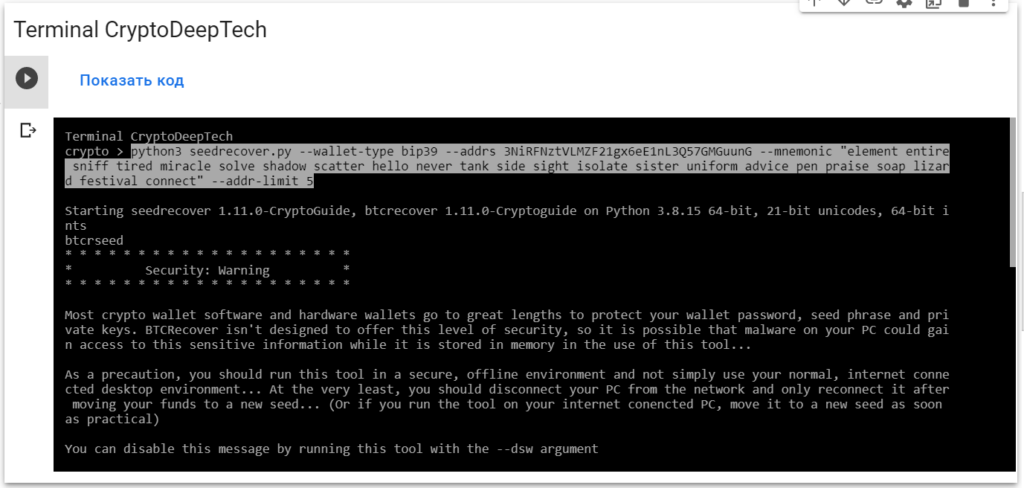 Terminal CryptoDeepTech
Показать код
Terminal CryptoDeepTech
crypto > python3 seedrecover.py --wallet-type bip39 --addrs 3NiRFNztVLMZF21gx6eE1nL3Q57GMGuunG --mnemonic "element entire
 sniff tired miracle solve shadow scatter hello never tank side sight isolate sister uniform advice pen praise soap lizar
d festival connect" --addr-limit 5
Starting seedrecover 1.11.0-CryptoGuide, btcrecover 1.11.0-Cryptoguide on Python 3.8.15 64-bit, 21-bit unicodes, 64-bit i
nts
btcrseed
* * * * * * * * * * * * * * * * * * * *
*          Security: Warning          *
* * * * * * * * * * * * * * * * * * * *
Most crypto wallet software and hardware wallets go to great lengths to protect your wallet password, seed phrase and pri
vate keys. BTCRecover isn't designed to offer this level of security, so it is possible that malware on your PC could gai
n access to this sensitive information while it is stored in memory in the use of this tool...
As a precaution, you should run this tool in a secure, offline environment and not simply use your normal, internet conne
cted desktop environment... At the very least, you should disconnect your PC from the network and only reconnect it after
 moving your funds to a new seed... (Or if you run the tool on your internet conencted PC, move it to a new seed as soon
as practical)
You can disable this message by running this tool with the --dsw argument